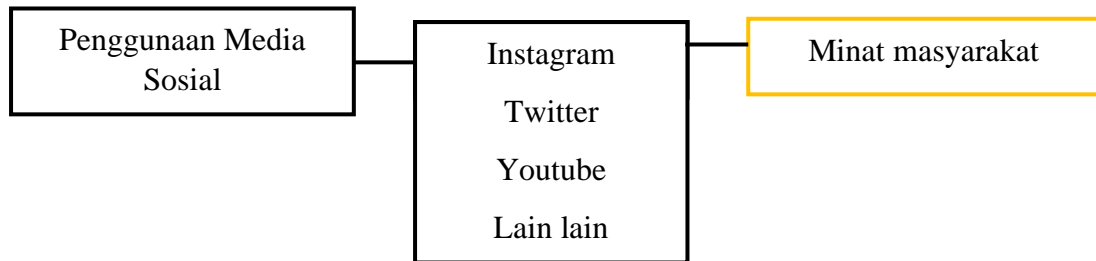 Penggunaan Media
Sosial
Instagram
Twitter
Youtube
Lain lain
Minat masyarakat